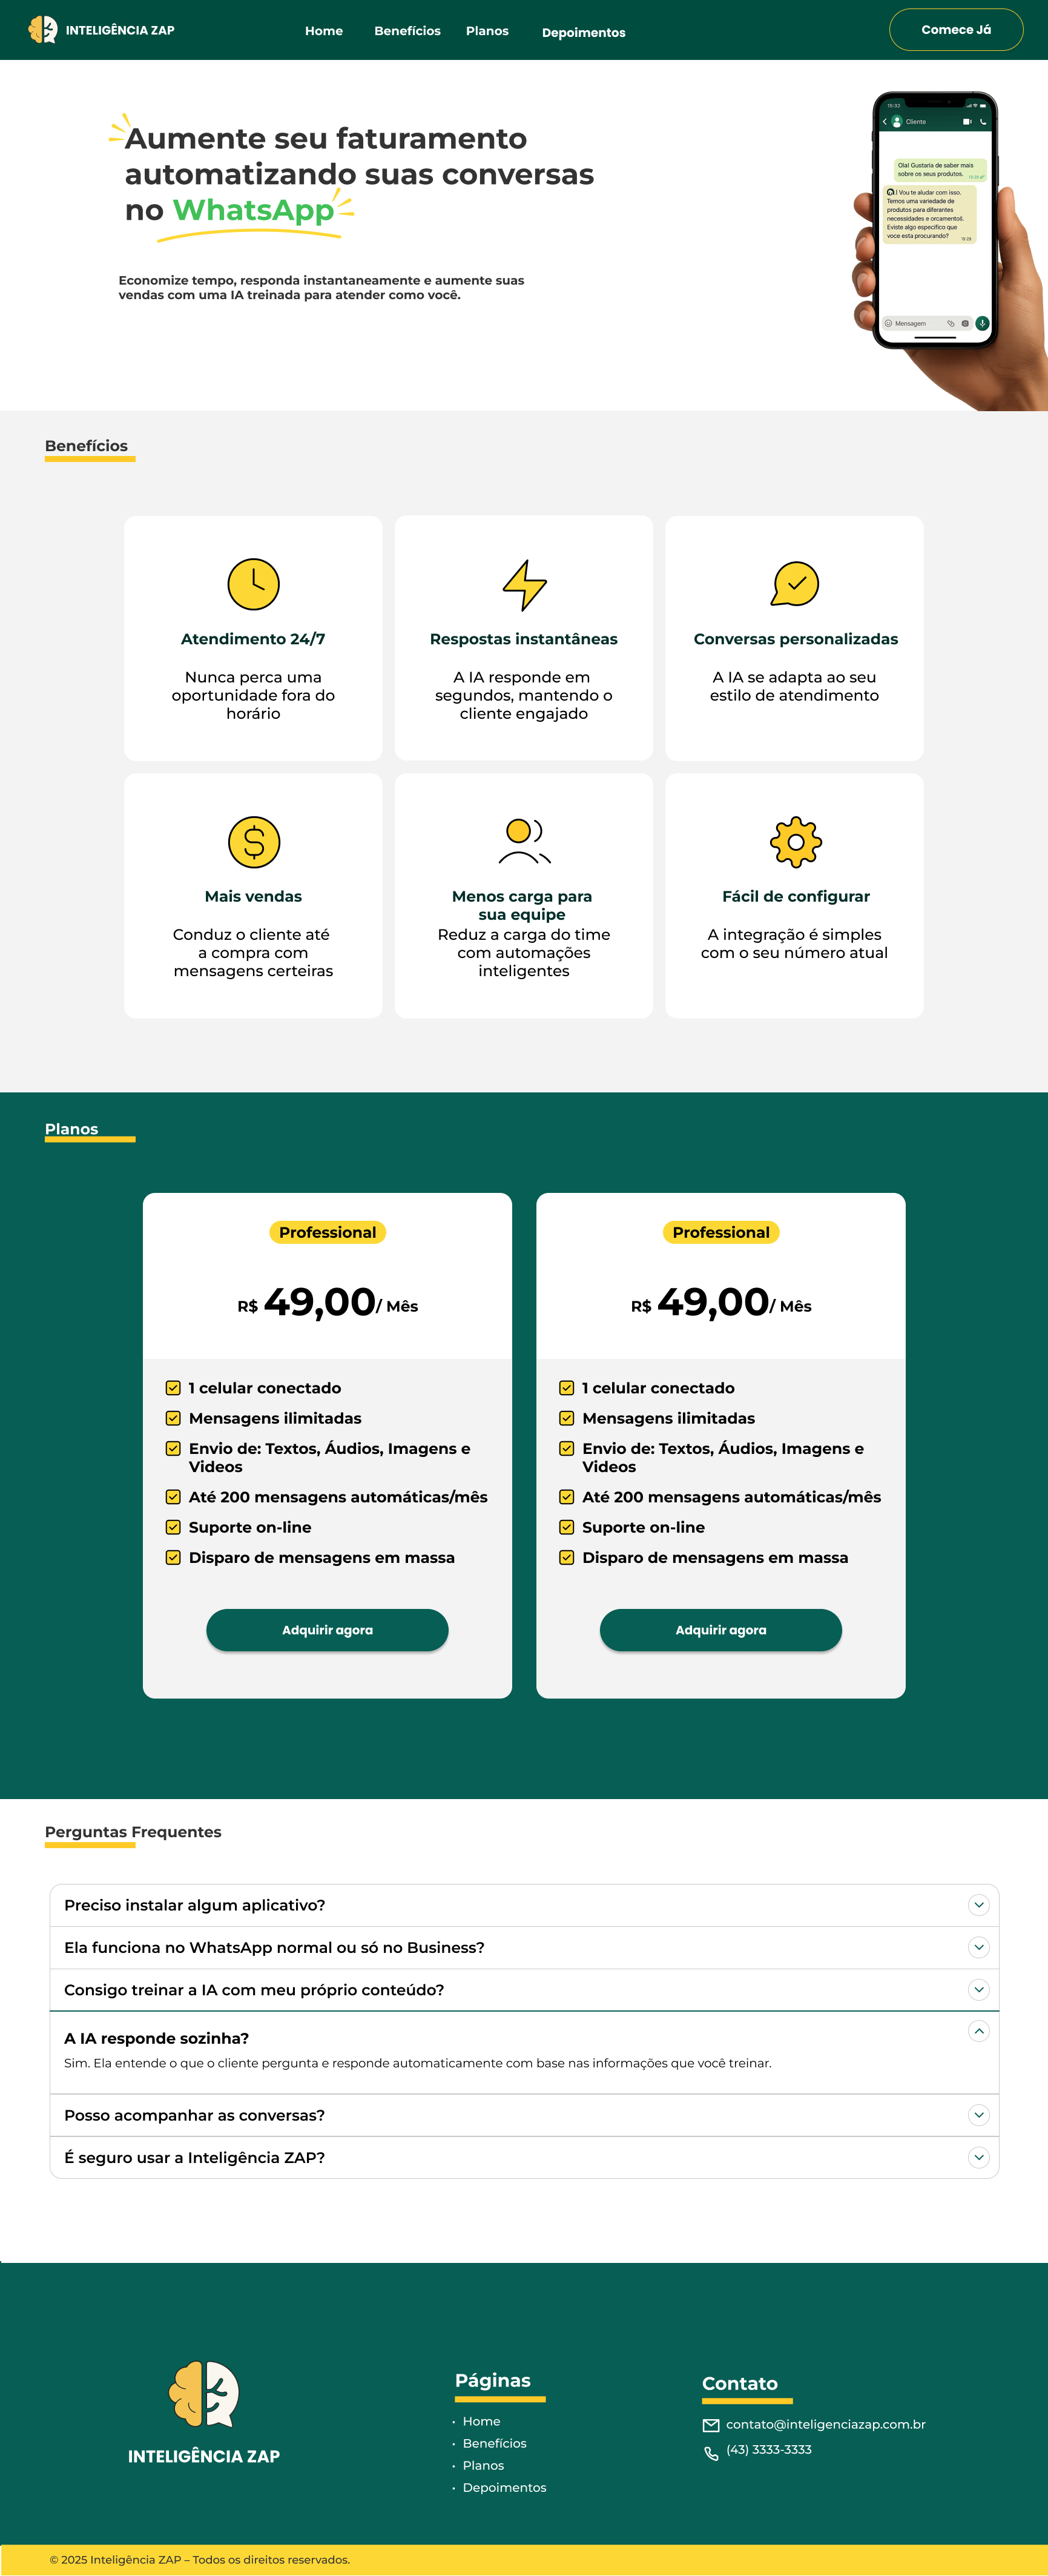 INTELIGÊNCIA ZAP
Home
Benefícios
Planos
Depoimentos
Comece Já
Aumente seu faturamento
automatizando suas conversas
no WhatsApp
Economize tempo, responda instantaneamente e aumente suas
vendas com uma IA treinada para atender como você.
15:33
Cliente
Ola! Gustaria de saber mais
sobre os seus produtos.
I Vou te aludar com isso.
Temos uma variedade de
produtos para diferantes
necessidades e orcamento6.
Eviste algo especifico que
voce esta procurando?
15:29
Mensagem
Benefícios
Atendimento 24/7
Nunca perca uma
oportunidade fora do
horário
Respostas instantâneas
A IA responde em
segundos, mantendo o
cliente engajado
Conversas personalizadas
A IA se adapta ao seu
estilo de atendimento
Mais vendas
Conduz o cliente até
a compra com
mensagens certeiras
Menos carga para
sua equipe
Reduz a carga do time
com automações
inteligentes
Fácil de configurar
A integração é simples
com o seu número atual
Planos
Professional
R$ 49,00/ Mês
1 celular conectado
Mensagens ilimitadas
Envio de: Textos, Áudios, Imagens e
Videos
Até 200 mensagens automáticas/mês
Suporte on-line
Disparo de mensagens em massa
Adquirir agora
Professional
R$ 49,00/ Mês
1 celular conectado
Mensagens ilimitadas
Envio de: Textos, Áudios, Imagens e
Videos
Até 200 mensagens automáticas/mês
Suporte on-line
Disparo de mensagens em massa
Adquirir agora
Perguntas Frequentes
Preciso instalar algum aplicativo?
Ela funciona no WhatsApp normal ou só no Business?
Consigo treinar a IA com meu próprio conteúdo?
A IA responde sozinha?
Sim. Ela entende o que o cliente pergunta e responde automaticamente com base nas informações que você treinar.
Posso acompanhar as conversas?
É seguro usar a Inteligência ZAP?
INTELIGÊNCIA ZAP
Páginas
• Home
• Benefícios
• Planos
• Depoimentos
Contato
contato@inteligenciazap.com.br
(43) 3333-3333
© 2025 Inteligência ZAP – Todos os direitos reservados.